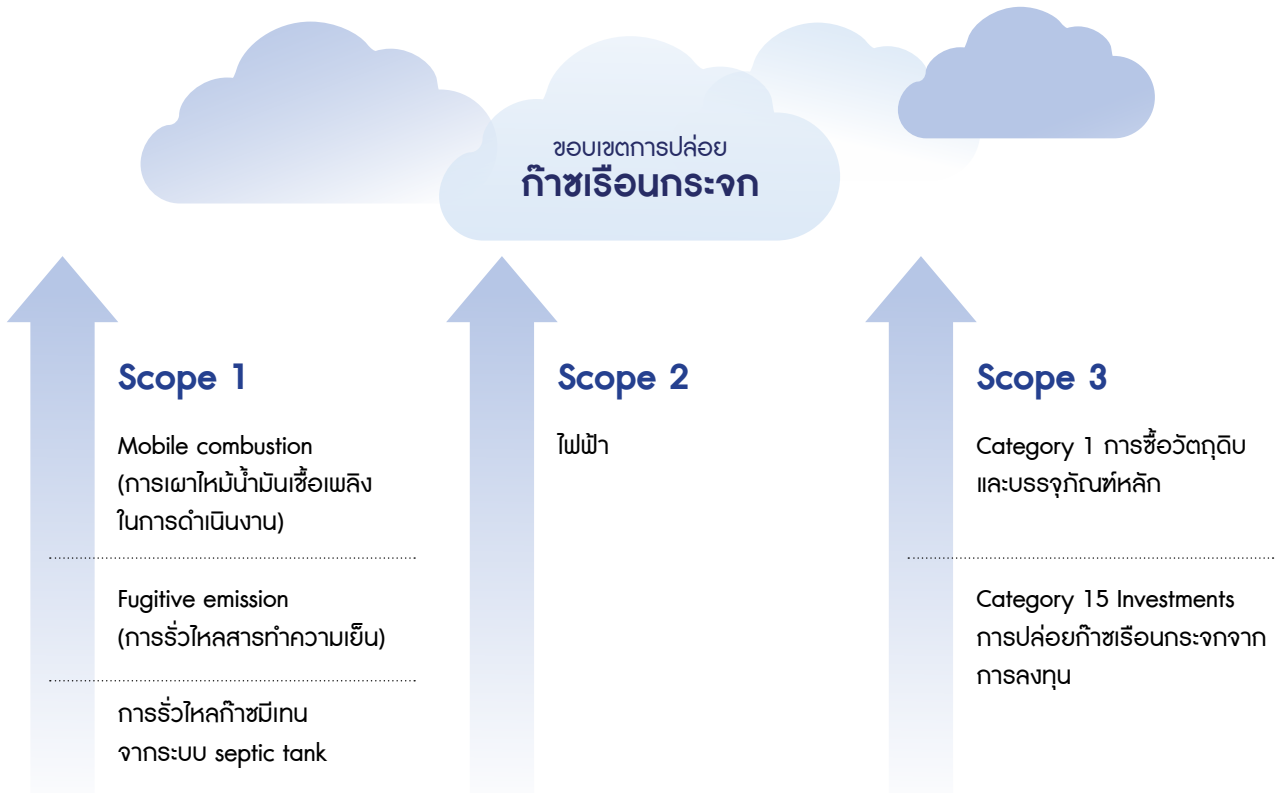 ขอบเขตการปล่อย
ก๊าซเรือนกระจก
Scope 1
Mobile combustion
(การเผาไหม้น้ำมันเชื้อเพลิง
ในการดำเนินงาน)
Fugitive emission
(การรั่วไหลสารทำความเย็น)
การรั่วไหลก๊าซมีเทน
จากระบบ septic tank
Scope 2
ไฟฟ้า
Scope 3
Category 1 การซื้อวัตถุดิบ
และบรรจุภัณฑ์หลัก
Category 15 Investments
การปล่อยก๊าซเรือนกระจกจาก
การลงทุน